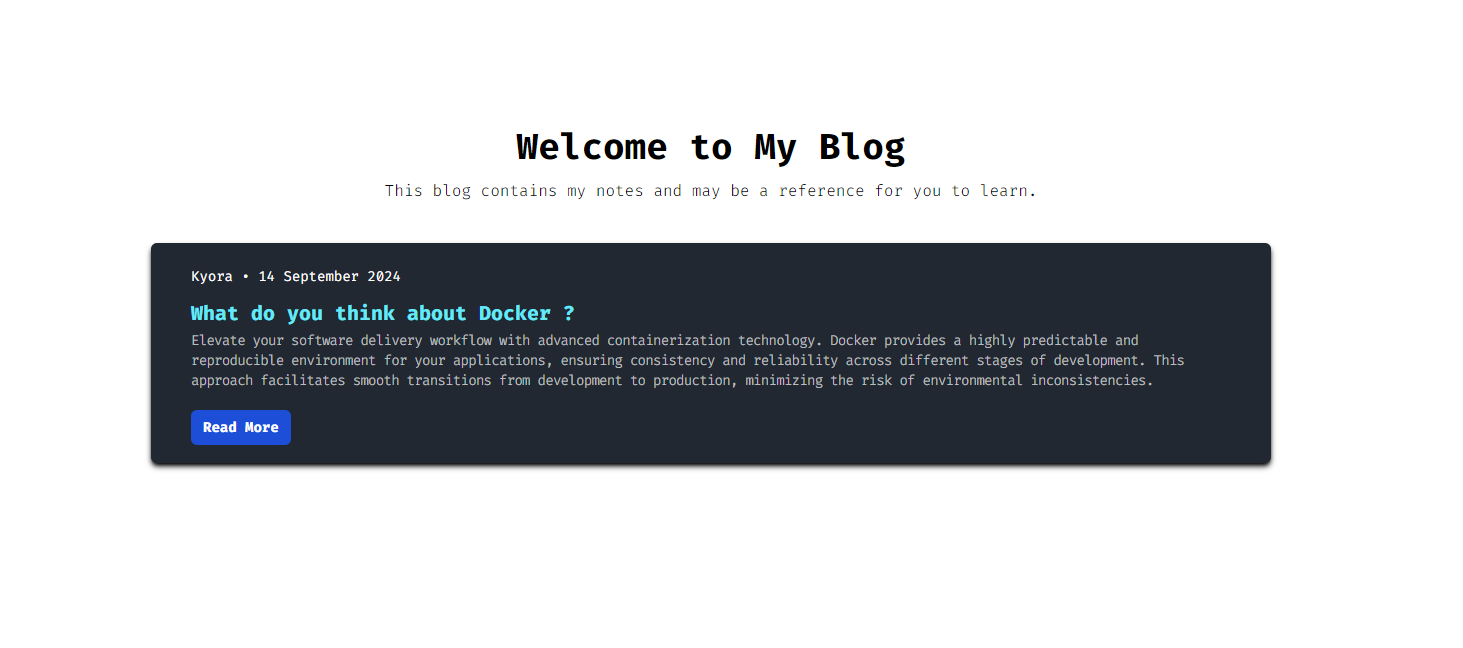 Welcome to My Blog
This blog contains my notes and may be a reference for you to learn.
Kyora • 14 September 2024
What do you think about Docker ?
Elevate your software delivery workflow with advanced containerization technology. Docker provides a highly predictable and
reproducible environment for your applications, ensuring consistency and reliability across different stages of development. This
approach facilitates smooth transitions from development to production, minimizing the risk of environmental inconsistencies.
Read More